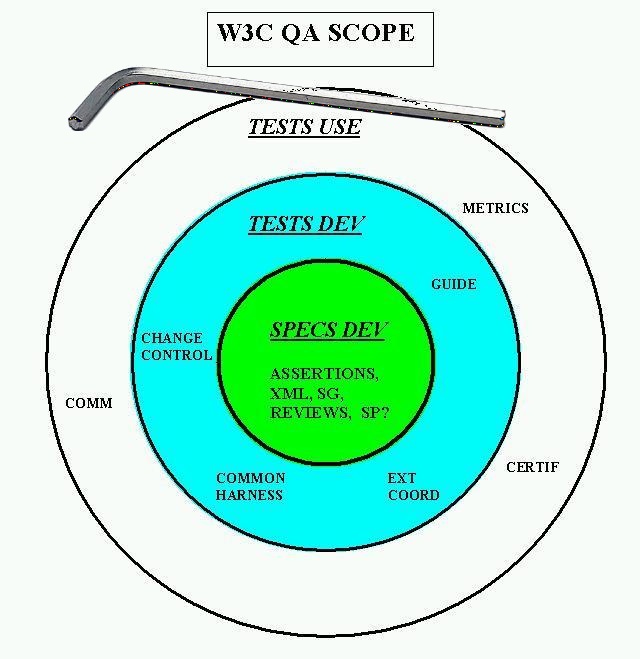 W3C QA SCOPE
TESTS USE
METRICS
TESTS DEV
GUIDE
SPECS DEV
CHANGE
CONTROL
ASSERTIONS,
XML, SG,
REVIEWS, SP?
COMM
CERTIF
COMMON
HARNESS
EXT
COORD